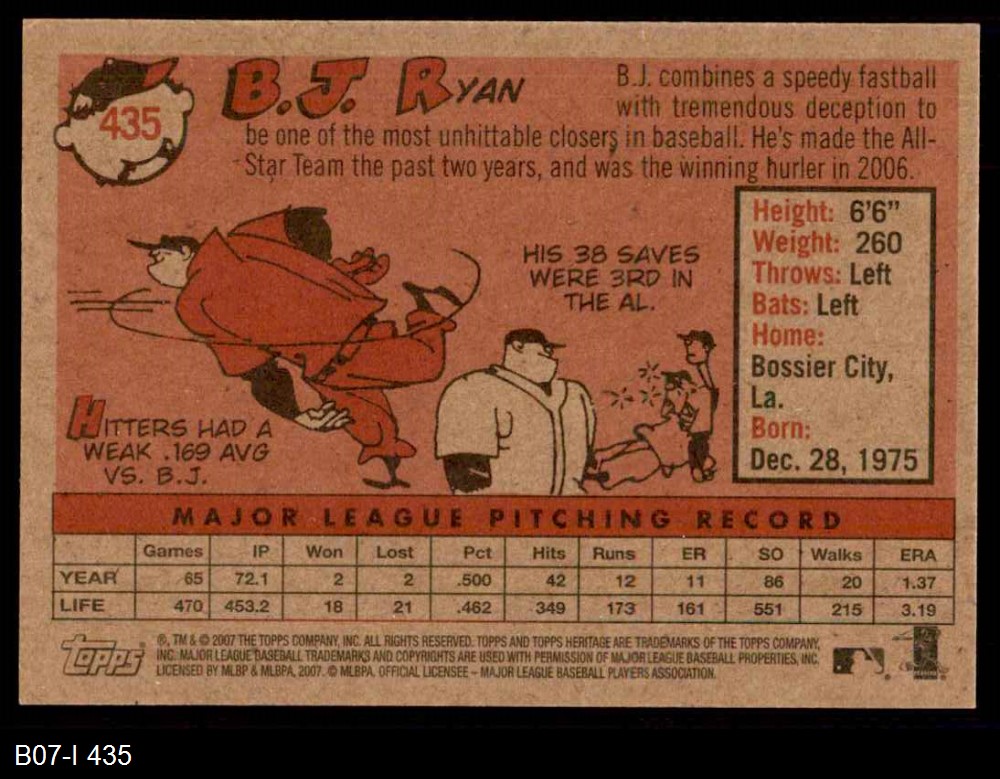 435
B.J. RYAN
B.J. combines a speedy fastball
with tremendous deception to
be one of the most unhittable closers in baseball. He's made the All-
Star Team the past two years, and was the winning hurler in 2006.
HIS 38 SAVES
WERE 3RD IN
THE AL.
HITTERS HAD A
WEAK .169 AVG
VS. B.J.
Height: 6'6"
Weight: 260
Throws: Left
Bats: Left
Home:
Bossier City,
La.
Born:
Dec. 28, 1975
MAJOR LEAGUE PITCHING RECORD
Games IP Won Lost Pct Hits Runs ER SO Walks ERA
YEAR 65 72.1 2 2 .500 42 12 11 86 20 1.37
LIFE 470 453.2 18 21 .462 349 173 161 551 215 3.19
Topps
®, TM & © 2007 THE TOPPS COMPANY, INC. ALL RIGHTS RESERVED. TOPPS AND TOPPS HERITAGE ARE TRADEMARKS OF THE TOPPS COMPANY,
INC. MAJOR LEAGUE BASEBALL TRADEMARKS AND COPYRIGHTS ARE USED WITH PERMISSION OF MAJOR LEAGUE BASEBALL PROPERTIES, INC.
LICENSED BY MLBP & MLBPA, 2007. © MLBPA. OFFICIAL LICENSEE – MAJOR LEAGUE BASEBALL PLAYERS ASSOCIATION.
B07-I 435